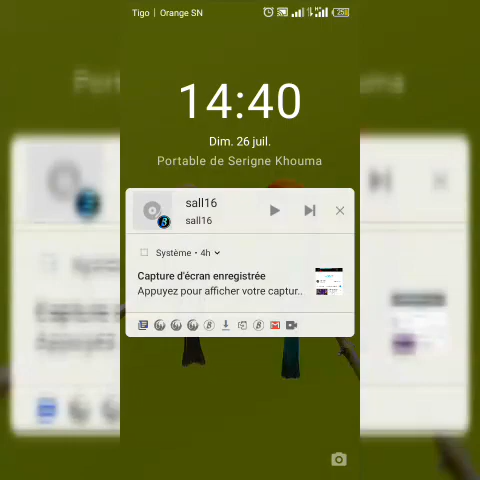 Tigo | Orange SN
25
14:40
Dim. 26 juil.
Portable de Serigne Khouma
sall16
sall16
Système • 4h
Capture d'écran enregistrée
Appuyez pour afficher votre captur..